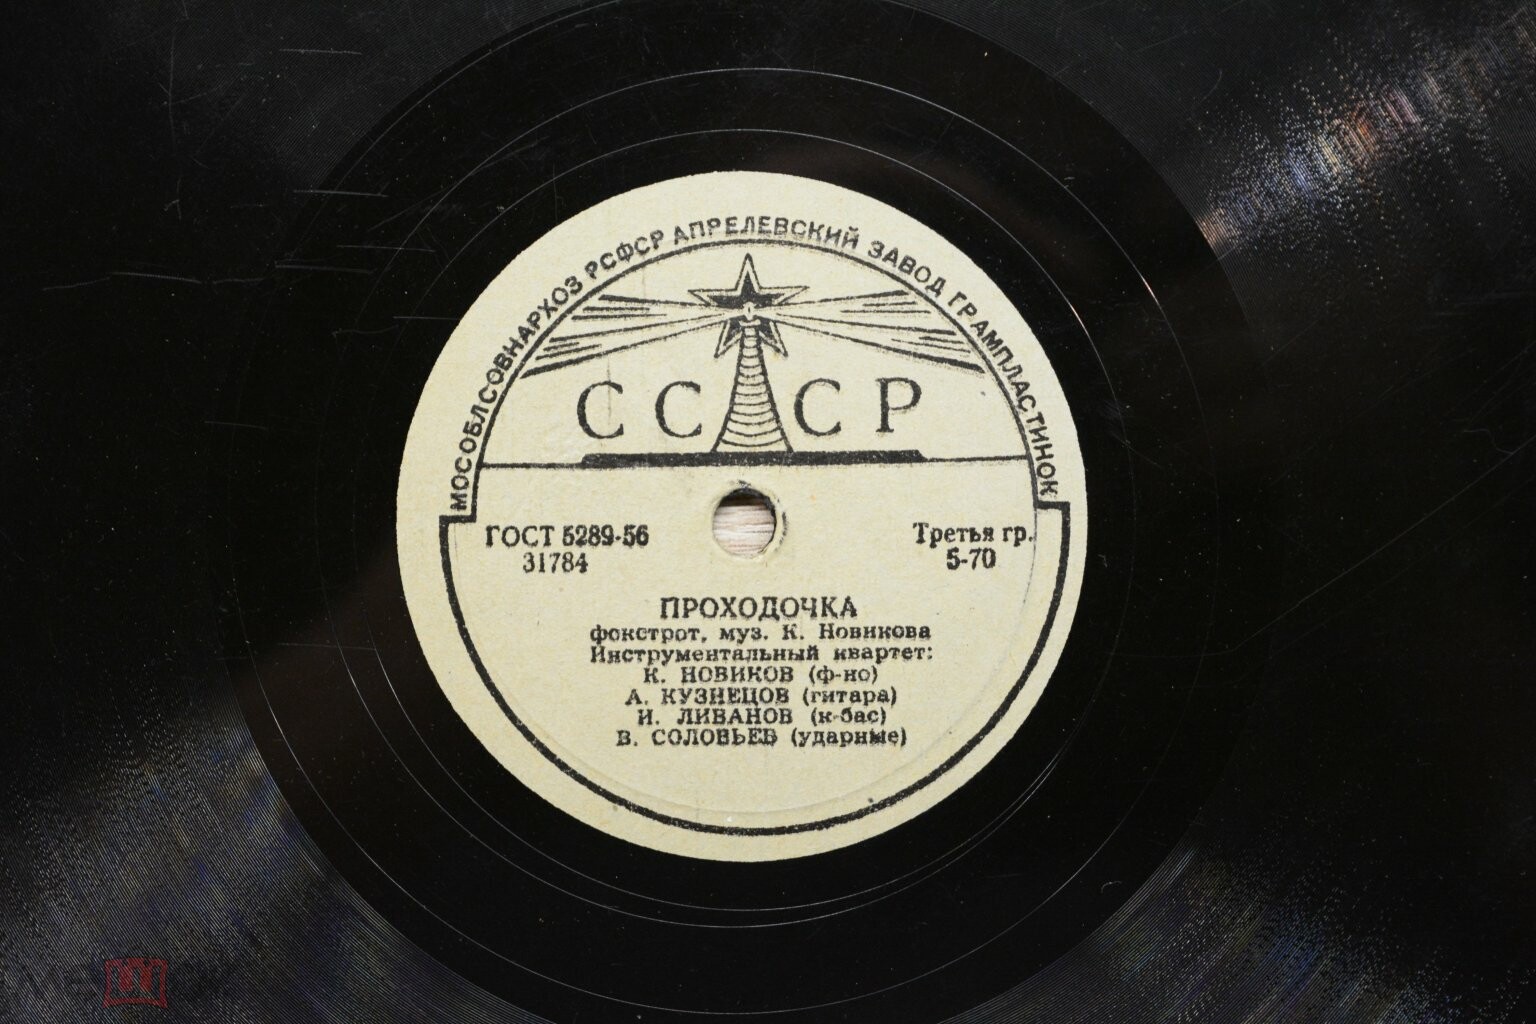 МОСОБЛСОВНАРХОЗ РСФСР АПРЕЛЕВСКИЙ ЗАВОД ГРАМПЛАСТИНОК
СССР
ГОСТ 5289-56
31784
Третья гр.
5-70
ПРОХОДОЧКА
фокстрот, муз. К. Новикова
Инструментальный квартет:
К. НОВИКОВ (ф-но)
А. КУЗНЕЦОВ (гитара)
И. ЛИВАНОВ (к-бас)
В. СОЛОВЬЕВ (ударные)